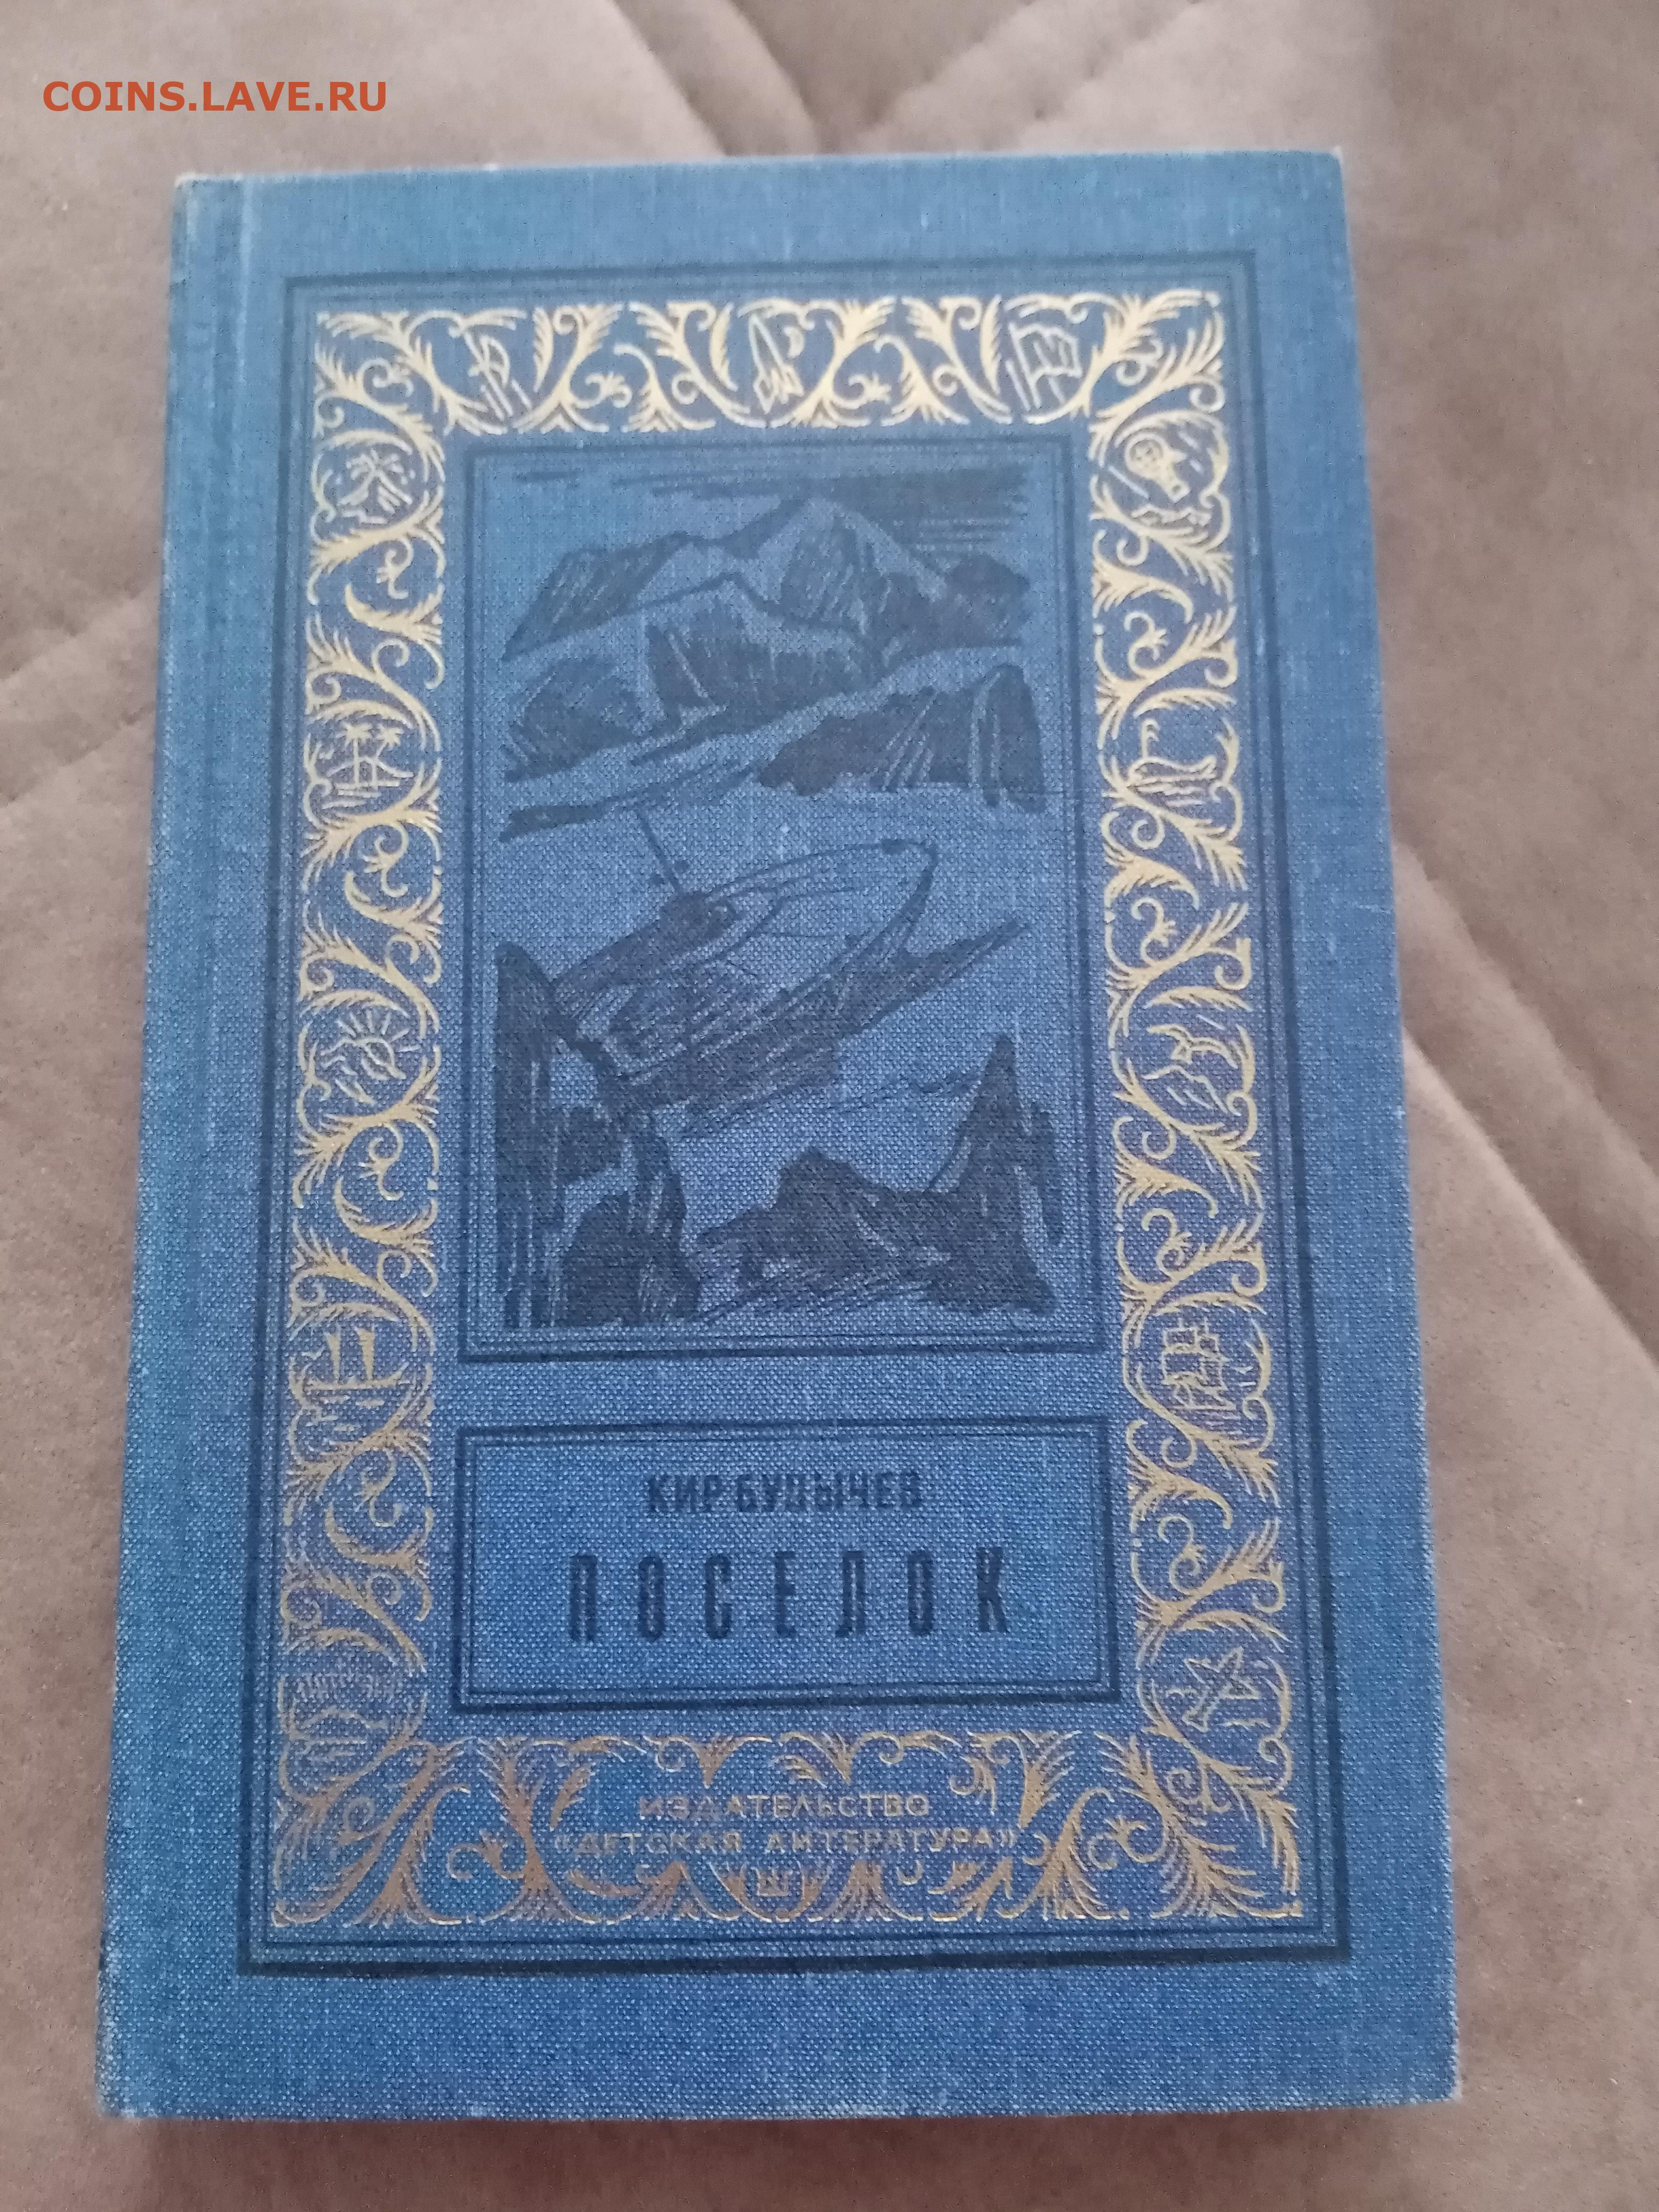 COINS.LAVE.RU
КИР БУЛЫЧЕВ
ПОСЕЛОК
ИЗДАТЕЛЬСТВО
«ДЕТСКАЯ ЛИТЕРАТУРА»